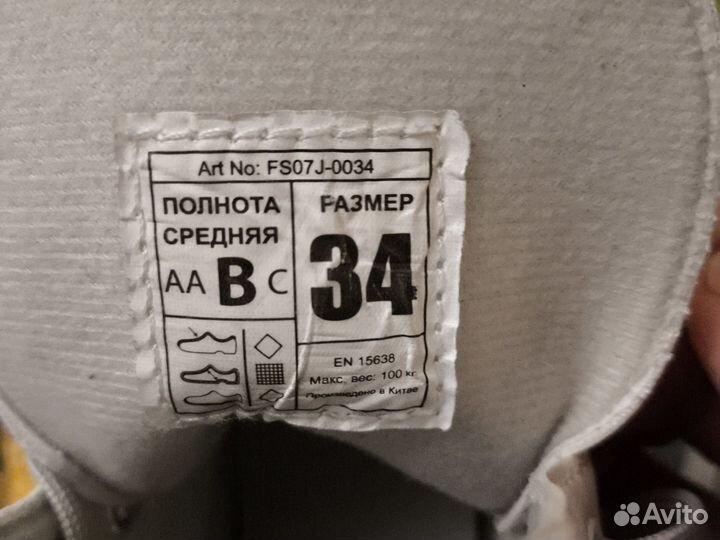 Art No: FS07J-0034
ПОЛНОТА
СРЕДНЯЯ
AA B C
РАЗМЕР
34
EN 15638
Макс. вес: 100 кг
Произведено в Китае
Avito